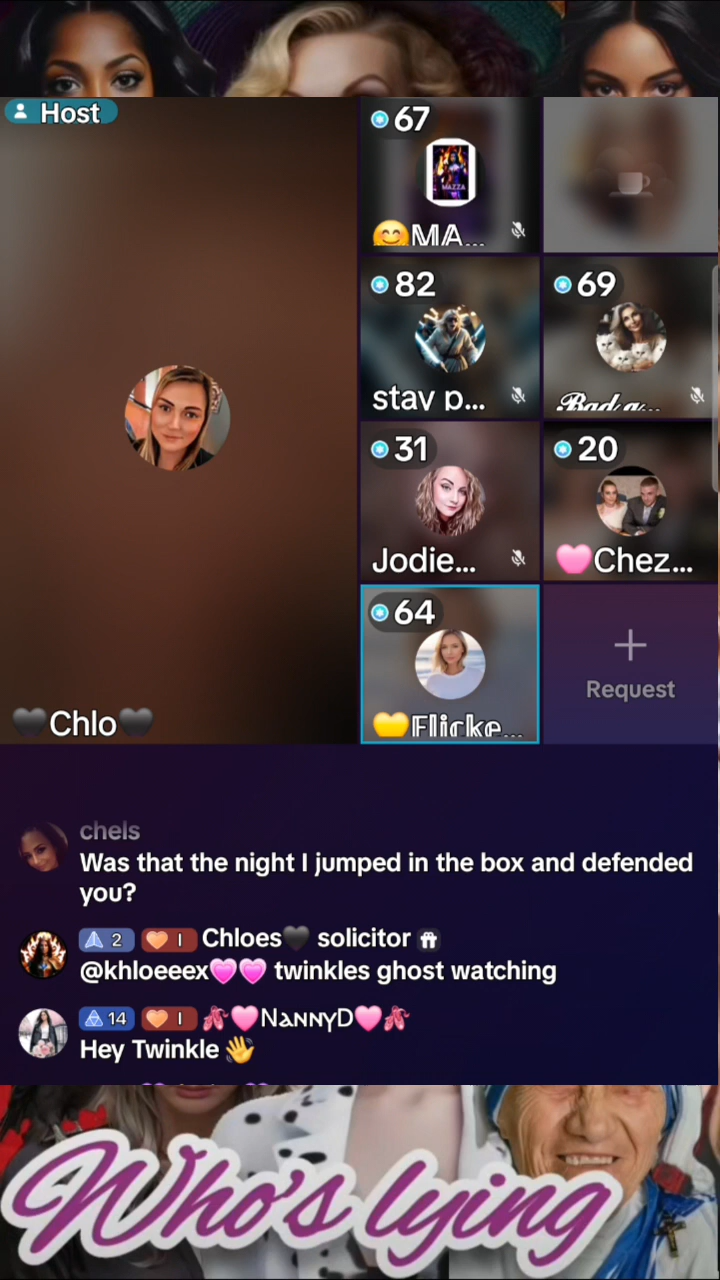 Host
67
MAZZA
😊MA...
82
stav p...
69
Bad a...
31
Jodie...
20
🩷Chez...
64
💛Flicke...
+
Request
🖤Chlo🖤
chels
Was that the night I jumped in the box and defended
you?
2 I Chloes🖤 solicitor
@khloeeex💗💗 twinkles ghost watching
14 I 🩰🩷NannyD🩷🩰
Hey Twinkle 👋
Who's lying